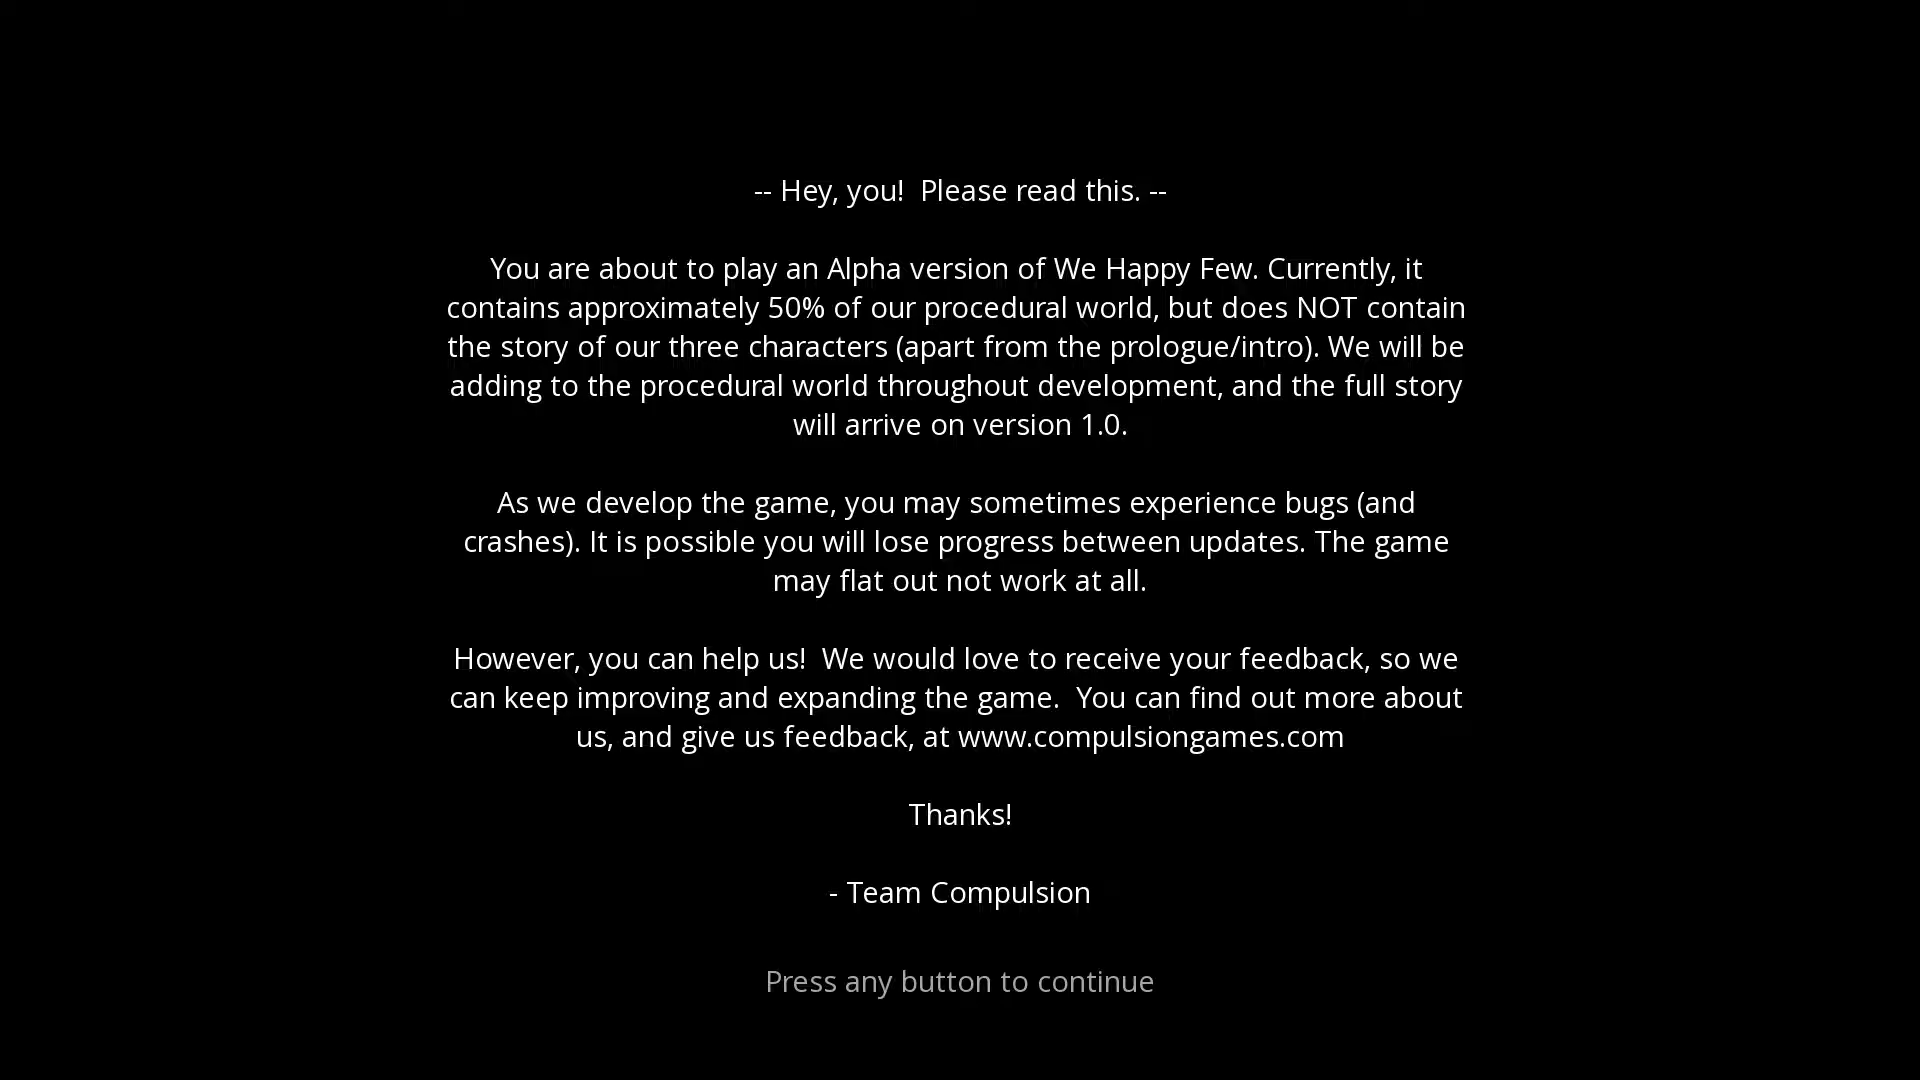 -- Hey, you!  Please read this. --
You are about to play an Alpha version of We Happy Few. Currently, it
contains approximately 50% of our procedural world, but does NOT contain
the story of our three characters (apart from the prologue/intro). We will be
adding to the procedural world throughout development, and the full story
will arrive on version 1.0.
As we develop the game, you may sometimes experience bugs (and
crashes). It is possible you will lose progress between updates. The game
may flat out not work at all.
However, you can help us!  We would love to receive your feedback, so we
can keep improving and expanding the game.  You can find out more about
us, and give us feedback, at www.compulsiongames.com
Thanks!
- Team Compulsion
Press any button to continue